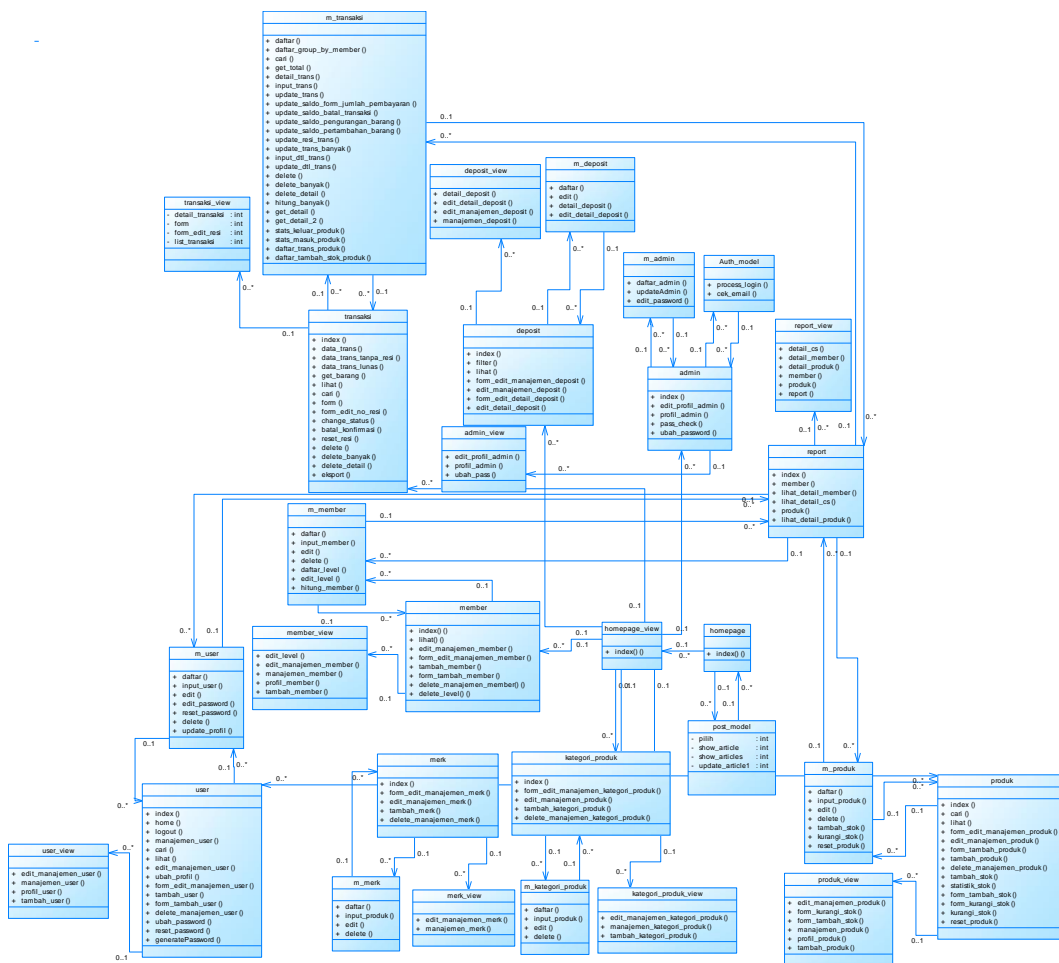 m_transaksi
+ daftar ()
+ daftar_group_by_member ()
+ cari ()
+ get_total ()
+ detail_trans ()
+ input_trans ()
+ update_trans ()
+ update_saldo_form_jumlah_pembayaran ()
+ update_saldo_batal_transaksi ()
+ update_saldo_pengurangan_barang ()
+ update_saldo_pertambahan_barang ()
+ update_resi_trans ()
+ update_trans_banyak ()
+ input_dtl_trans ()
+ update_dtl_trans ()
+ delete ()
+ delete_banyak ()
+ delete_detail ()
+ hitung_banyak ()
+ get_detail ()
+ get_detail_2 ()
+ stats_keluar_produk ()
+ stats_masuk_produk ()
+ daftar_trans_produk ()
+ daftar_tambah_stok_produk ()
transaksi_view
- detail_transaksi : int
- form : int
- form_edit_resi : int
- list_transaksi : int
deposit_view
+ detail_deposit ()
+ edit_detail_deposit ()
+ edit_manajemen_deposit ()
+ manajemen_deposit ()
m_deposit
+ daftar ()
+ edit ()
+ detail_deposit ()
+ edit_detail_deposit ()
m_admin
+ daftar_admin ()
+ updateAdmin ()
+ edit_password ()
Auth_model
+ process_login ()
+ cek_email ()
report_view
+ detail_cs ()
+ detail_member ()
+ detail_produk ()
+ member ()
+ produk ()
+ report ()
transaksi
+ index ()
+ data_trans ()
+ data_trans_tanpa_resi ()
+ data_trans_lunas ()
+ get_barang ()
+ lihat ()
+ cari ()
+ form ()
+ form_edit_no_resi ()
+ change_status ()
+ batal_konfirmasi ()
+ reset_resi ()
+ delete ()
+ delete_banyak ()
+ delete_detail ()
+ eksport ()
deposit
+ index ()
+ filter ()
+ lihat ()
+ form_edit_manajemen_deposit ()
+ edit_manajemen_deposit ()
+ form_edit_detail_deposit ()
+ edit_detail_deposit ()
admin
+ index ()
+ edit_profil_admin ()
+ profil_admin ()
+ pass_check ()
+ ubah_password ()
admin_view
+ edit_profil_admin ()
+ profil_admin ()
+ ubah_pass ()
report
+ index ()
+ member ()
+ lihat_detail_member ()
+ lihat_detail_cs ()
+ produk ()
+ lihat_detail_produk ()
m_member
+ daftar ()
+ input_member ()
+ edit ()
+ delete ()
+ daftar_level ()
+ edit_level ()
+ hitung_member ()
member
+ index() ()
+ lihat() ()
+ edit_manajemen_member ()
+ form_edit_manajemen_member ()
+ tambah_member ()
+ form_tambah_member ()
+ delete_manajemen_member() ()
+ delete_level() ()
member_view
+ edit_level ()
+ edit_manajemen_member ()
+ manajemen_member ()
+ profil_member ()
+ tambah_member ()
homepage_view
+ index() ()
homepage
+ index() ()
m_user
+ daftar ()
+ input_user ()
+ edit ()
+ edit_password ()
+ reset_password ()
+ delete ()
+ update_profil ()
post_model
- pilih : int
- show_article : int
- show_articles : int
- update_article1 : int
user
+ index ()
+ home ()
+ logout ()
+ manajemen_user ()
+ cari ()
+ lihat ()
+ edit_manajemen_user ()
+ ubah_profil ()
+ form_edit_manajemen_user ()
+ tambah_user ()
+ form_tambah_user ()
+ delete_manajemen_user ()
+ ubah_password ()
+ reset_password ()
+ generatePassword ()
user_view
+ edit_manajemen_user ()
+ manajemen_user ()
+ profil_user ()
+ tambah_user ()
merk
+ index ()
+ form_edit_manajemen_merk ()
+ edit_manajemen_merk ()
+ tambah_merk ()
+ delete_manajemen_merk ()
kategori_produk
+ index ()
+ form_edit_manajemen_kategori_produk ()
+ edit_manajemen_produk ()
+ tambah_kategori_produk ()
+ delete_manajemen_kategori_produk ()
m_produk
+ daftar ()
+ input_produk ()
+ edit ()
+ delete ()
+ tambah_stok ()
+ kurangi_stok ()
+ reset_produk ()
produk
+ index ()
+ cari ()
+ lihat ()
+ form_edit_manajemen_produk ()
+ edit_manajemen_produk ()
+ form_tambah_produk ()
+ tambah_produk ()
+ delete_manajemen_produk ()
+ tambah_stok ()
+ statistik_stok ()
+ form_tambah_stok ()
+ form_kurangi_stok ()
+ kurangi_stok ()
+ reset_produk ()
m_merk
+ daftar ()
+ input_produk ()
+ edit ()
+ delete ()
merk_view
+ edit_manajemen_merk ()
+ manajemen_merk ()
m_kategori_produk
+ daftar ()
+ input_produk ()
+ edit ()
+ delete ()
kategori_produk_view
+ edit_manajemen_kategori_produk ()
+ manajemen_kategori_produk ()
+ tambah_kategori_produk ()
produk_view
+ edit_manajemen_produk ()
+ form_kurangi_stok ()
+ form_tambah_stok ()
+ manajemen_produk ()
+ profil_produk ()
+ tambah_produk ()